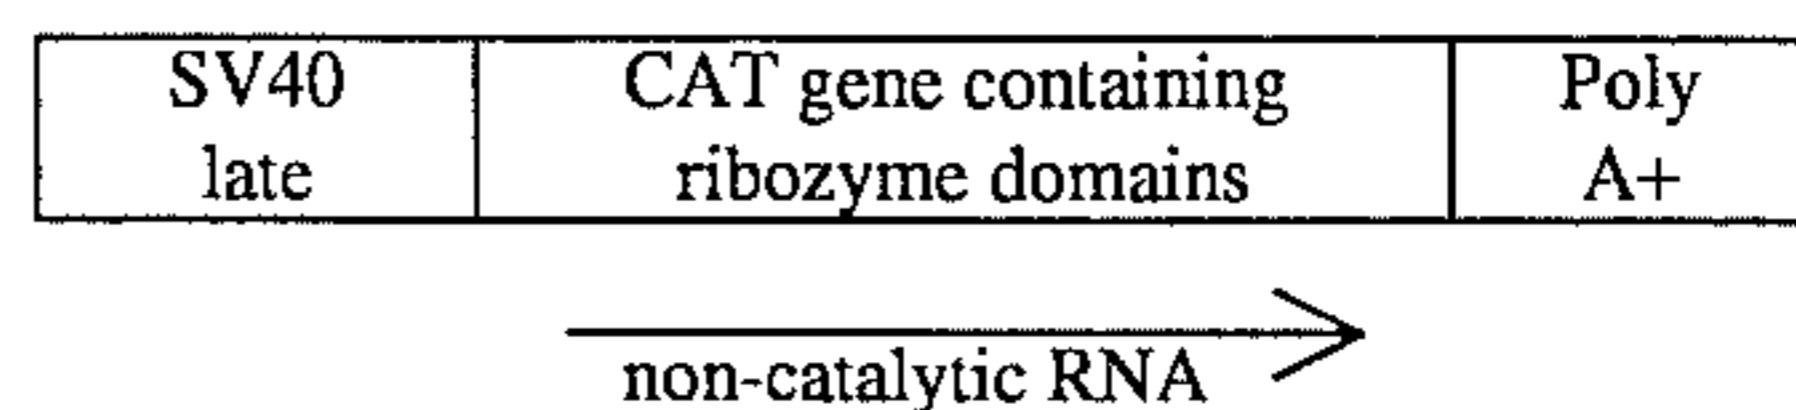 SV40
late
CAT gene containing
ribozyme domains
Poly
A+
non-catalytic RNA